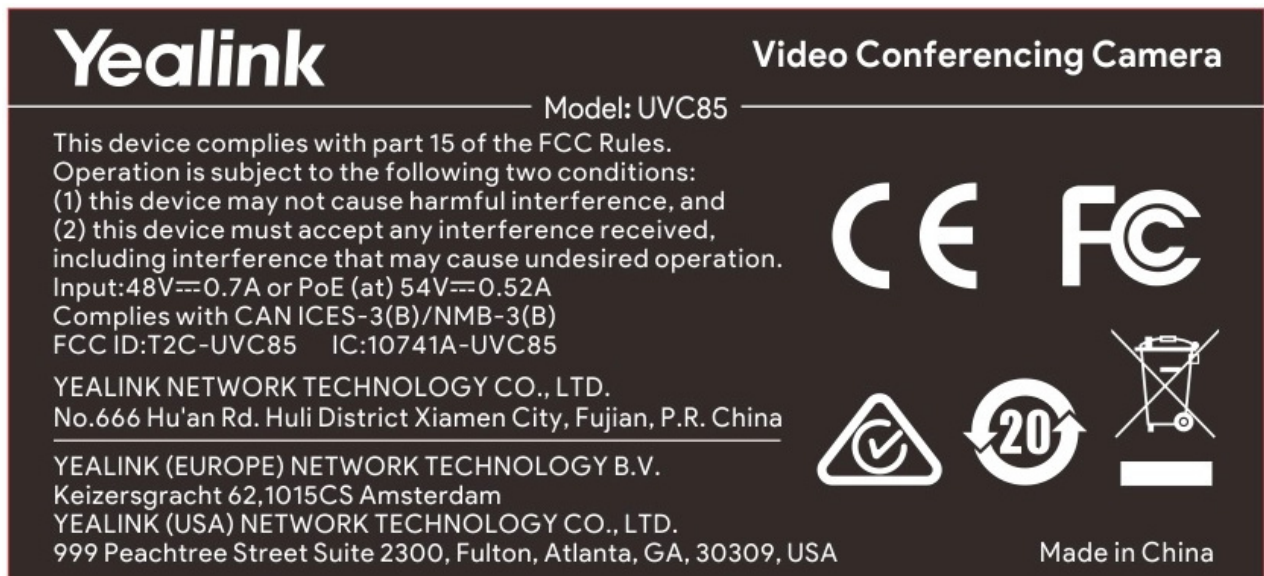 Yealink
Video Conferencing Camera
Model: UVC85
This device complies with part 15 of the FCC Rules.
Operation is subject to the following two conditions:
(1) this device may not cause harmful interference, and
(2) this device must accept any interference received,
including interference that may cause undesired operation.
Input:48V⎓0.7A or PoE (at) 54V⎓0.52A
Complies with CAN ICES-3(B)/NMB-3(B)
FCC ID:T2C-UVC85 IC:10741A-UVC85
YEALINK NETWORK TECHNOLOGY CO., LTD.
No.666 Hu'an Rd. Huli District Xiamen City, Fujian, P.R. China
YEALINK (EUROPE) NETWORK TECHNOLOGY B.V.
Keizersgracht 62,1015CS Amsterdam
YEALINK (USA) NETWORK TECHNOLOGY CO., LTD.
999 Peachtree Street Suite 2300, Fulton, Atlanta, GA, 30309, USA
CE FC
20
Made in China